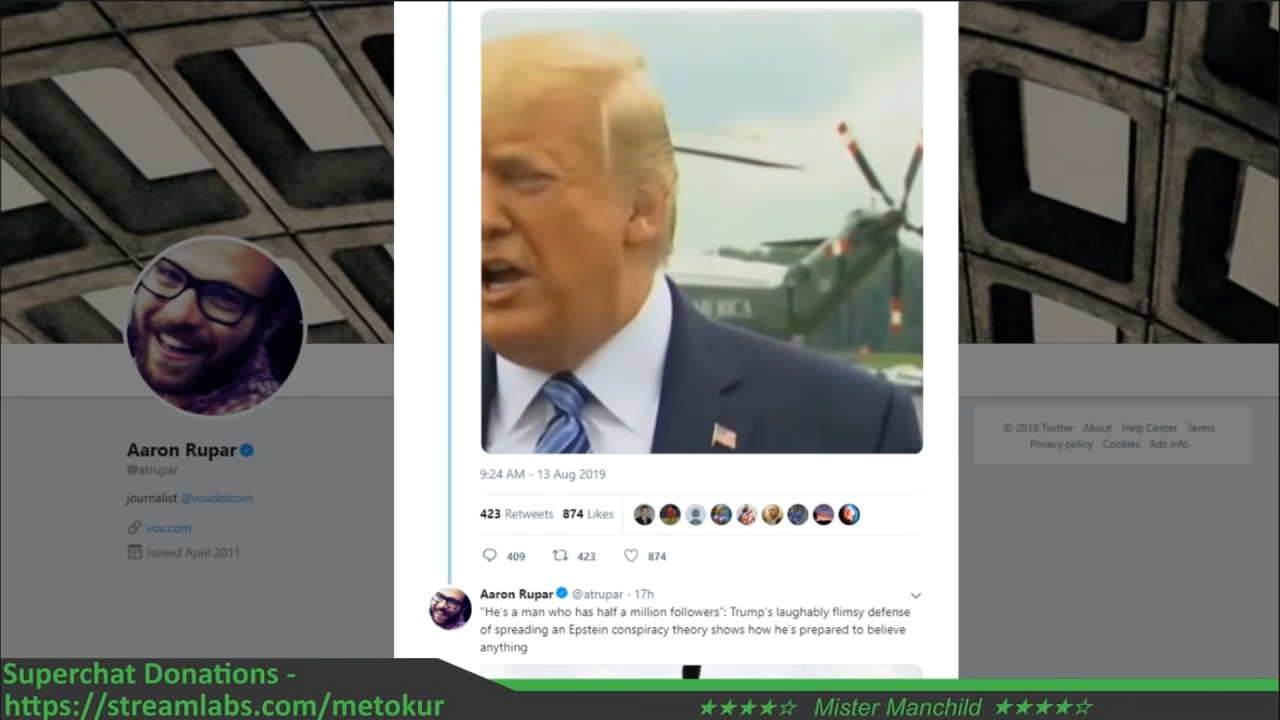 MERICA
Aaron Rupar
@atrupar
journalist @voxdotcom
vox.com
Joined April 2011
9:24 AM - 13 Aug 2019
423 Retweets 874 Likes
409 423 874
Aaron Rupar @atrupar · 17h
"He's a man who has half a million followers": Trump's laughably flimsy defense
of spreading an Epstein conspiracy theory shows how he's prepared to believe
anything
© 2019 Twitter About Help Center Terms
Privacy policy Cookies Ads info
Superchat Donations -
https://streamlabs.com/metokur
★★★★☆ Mister Manchild ★★★★☆